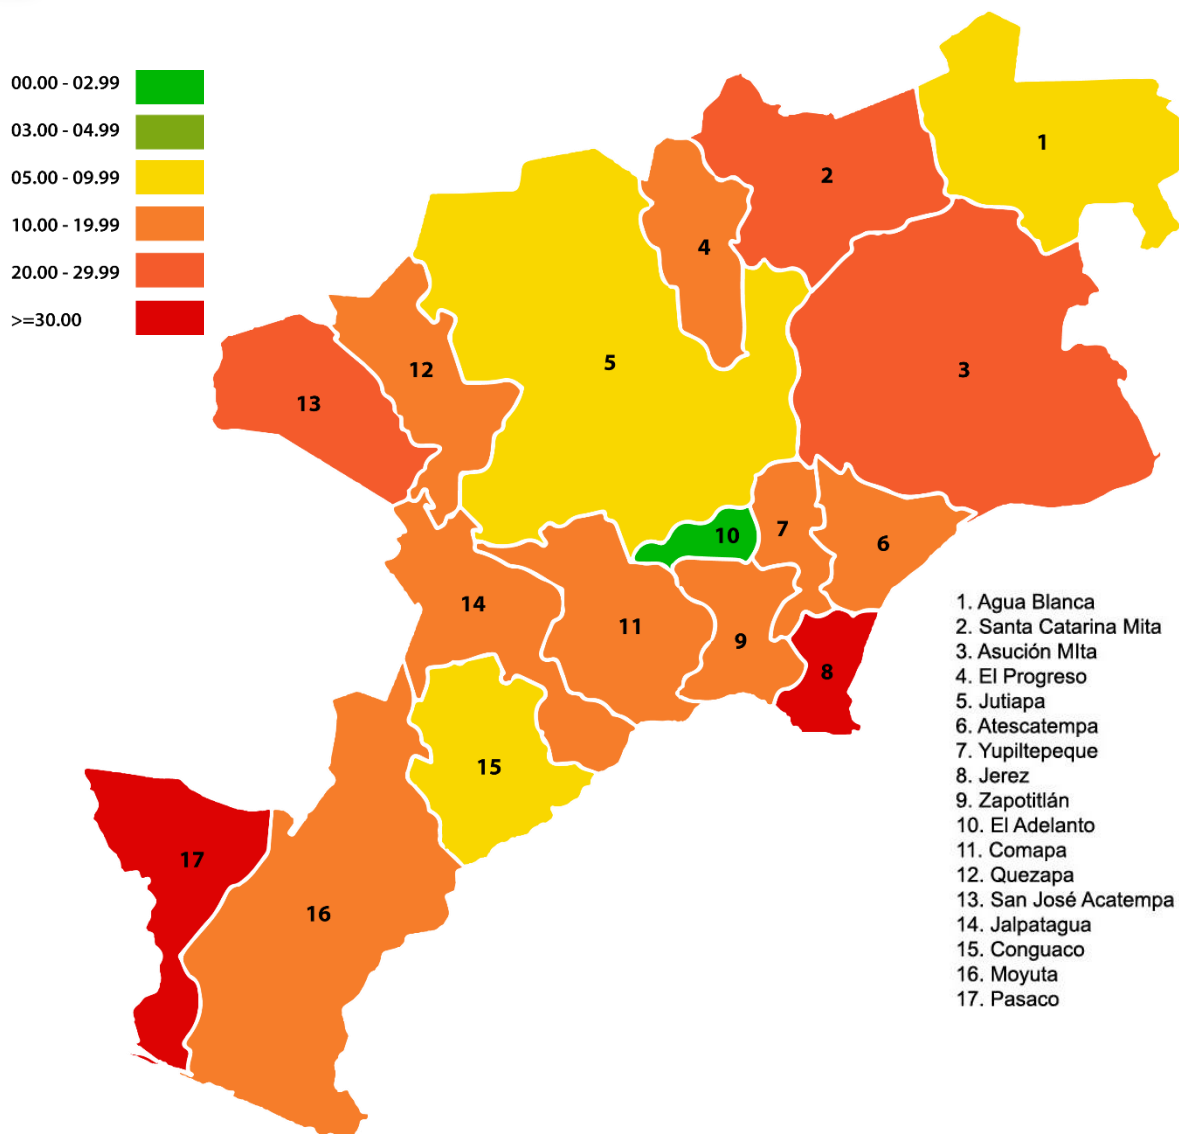 00.00 - 02.99
03.00 - 04.99
05.00 - 09.99
10.00 - 19.99
20.00 - 29.99
>=30.00
1
2
4
3
5
12
13
10
7
6
14
11
9
8
15
17
16
1. Agua Blanca
2. Santa Catarina Mita
3. Asución MIta
4. El Progreso
5. Jutiapa
6. Atescatempa
7. Yupiltepeque
8. Jerez
9. Zapotitlán
10. El Adelanto
11. Comapa
12. Quezapa
13. San José Acatempa
14. Jalpatagua
15. Conguaco
16. Moyuta
17. Pasaco